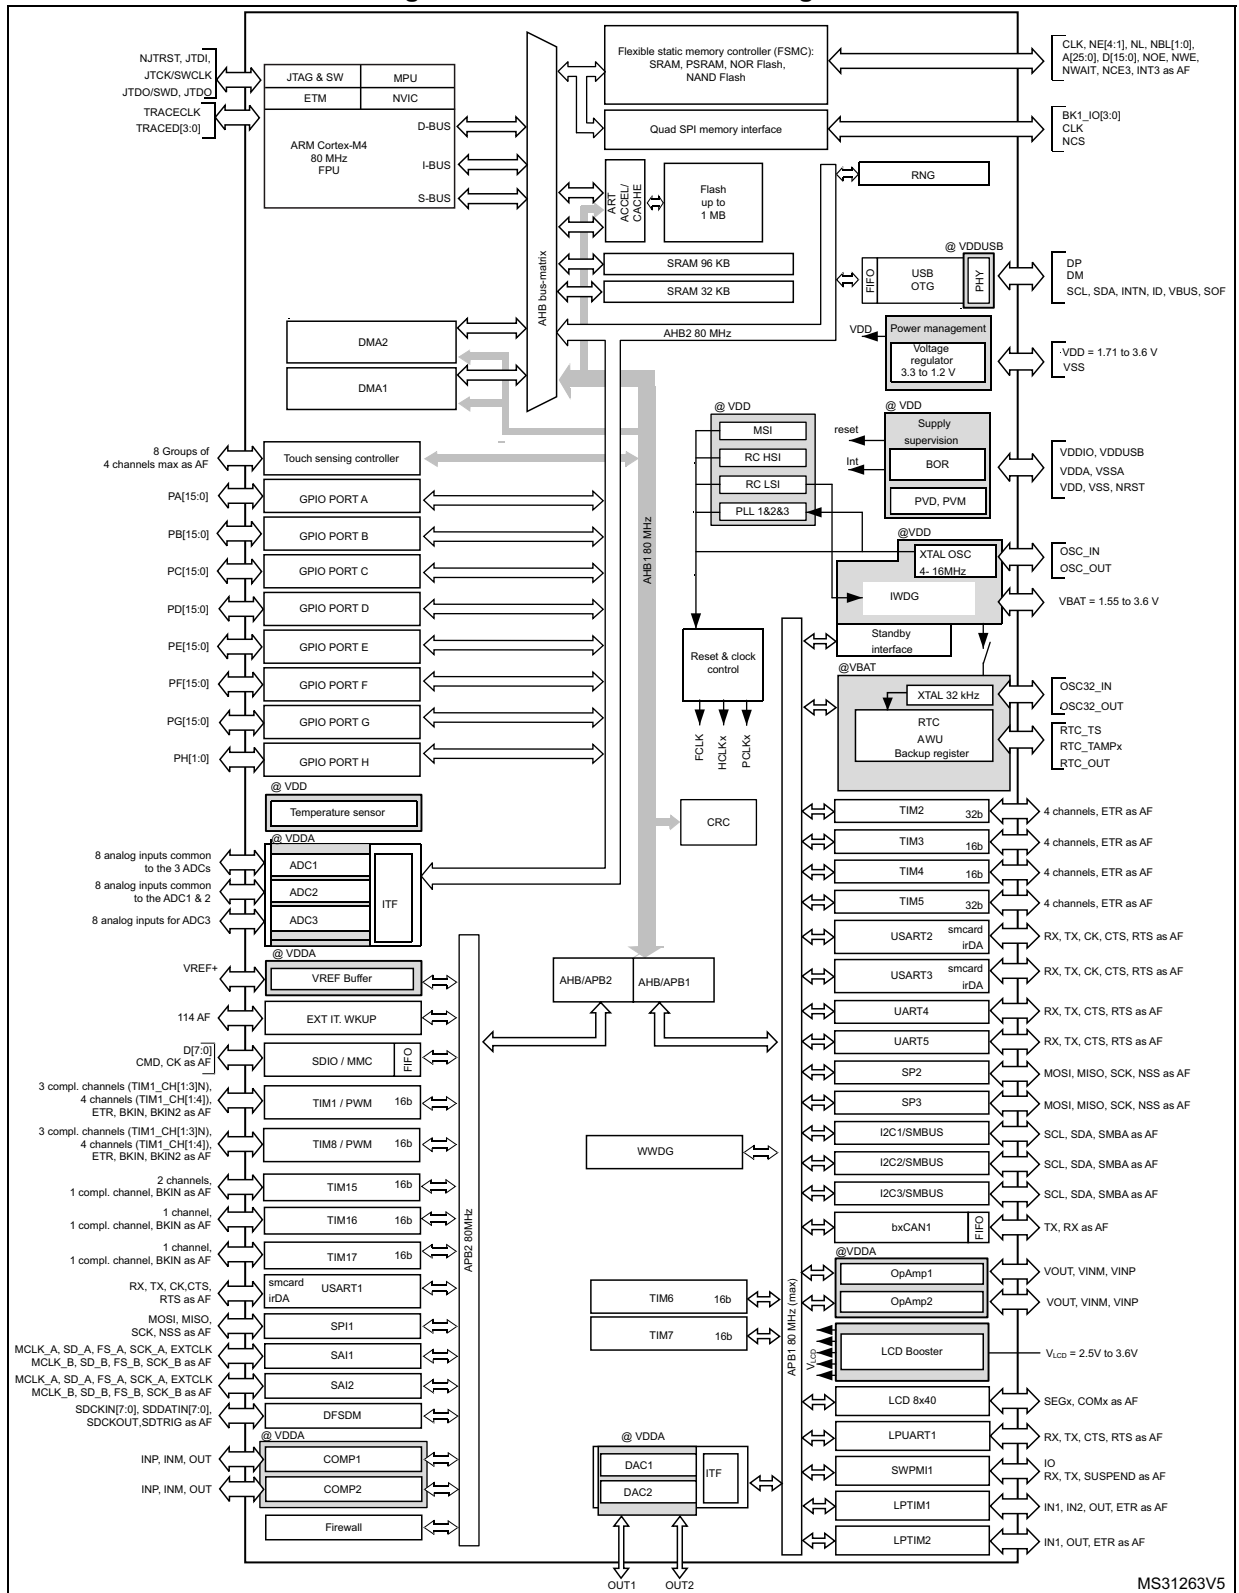 NJTRST, JTDI,
JTCK/SWCLK
JTDO/SWD, JTDO
TRACECLK
TRACED[3:0]
JTAG & SW
MPU
ETM
NVIC
ARM Cortex-M4
80 MHz
FPU
D-BUS
I-BUS
S-BUS
AHB bus-matrix
Flexible static memory controller (FSMC):
SRAM, PSRAM, NOR Flash,
NAND Flash
CLK, NE[4:1], NL, NBL[1:0],
A[25:0], D[15:0], NOE, NWE,
NWAIT, NCE3, INT3 as AF
Quad SPI memory interface
BK1_IO[3:0]
CLK
NCS
ART
ACCEL/
CACHE
Flash
up to
1 MB
RNG
SRAM 96 KB
SRAM 32 KB
@ VDDUSB
FIFO
USB
OTG
PHY
DP
DM
SCL, SDA, INTN, ID, VBUS, SOF
AHB2 80 MHz
DMA2
DMA1
VDD
Power management
Voltage
regulator
3.3 to 1.2 V
VDD = 1.71 to 3.6 V
VSS
@ VDD
MSI
RC HSI
RC LSI
PLL 1&2&3
@ VDD
reset
Int
Supply
supervision
BOR
PVD, PVM
VDDIO, VDDUSB
VDDA, VSSA
VDD, VSS, NRST
8 Groups of
4 channels max as AF
Touch sensing controller
PA[15:0]
GPIO PORT A
PB[15:0]
GPIO PORT B
PC[15:0]
GPIO PORT C
PD[15:0]
GPIO PORT D
PE[15:0]
GPIO PORT E
PF[15:0]
GPIO PORT F
PG[15:0]
GPIO PORT G
PH[1:0]
GPIO PORT H
AHB1 80 MHz
@VDD
XTAL OSC
4- 16MHz
IWDG
OSC_IN
OSC_OUT
VBAT = 1.55 to 3.6 V
Standby
interface
Reset & clock
control
FCLK
HCLKx
PCLKx
@VBAT
XTAL 32 kHz
RTC
AWU
Backup register
OSC32_IN
OSC32_OUT
RTC_TS
RTC_TAMPx
RTC_OUT
@ VDD
Temperature sensor
@ VDDA
8 analog inputs common
to the 3 ADCs
8 analog inputs common
to the ADC1 & 2
8 analog inputs for ADC3
ADC1
ADC2
ADC3
ITF
CRC
@ VDDA
VREF+
VREF Buffer
AHB/APB2
AHB/APB1
114 AF
EXT IT. WKUP
D[7:0]
CMD, CK as AF
SDIO / MMC
FIFO
3 compl. channels (TIM1_CH[1:3]N),
4 channels (TIM1_CH[1:4]),
ETR, BKIN, BKIN2 as AF
TIM1 / PWM
16b
3 compl. channels (TIM1_CH[1:3]N),
4 channels (TIM1_CH[1:4]),
ETR, BKIN, BKIN2 as AF
TIM8 / PWM
16b
2 channels,
1 compl. channel, BKIN as AF
TIM15
16b
1 channel,
1 compl. channel, BKIN as AF
TIM16
16b
1 channel,
1 compl. channel, BKIN as AF
TIM17
16b
RX, TX, CK,CTS,
RTS as AF
smcard
irDA
USART1
MOSI, MISO,
SCK, NSS as AF
SPI1
MCLK_A, SD_A, FS_A, SCK_A, EXTCLK
MCLK_B, SD_B, FS_B, SCK_B as AF
SAI1
MCLK_A, SD_A, FS_A, SCK_A, EXTCLK
MCLK_B, SD_B, FS_B, SCK_B as AF
SAI2
SDCKIN[7:0], SDDATIN[7:0],
SDCKOUT,SDTRIG as AF
DFSDM
@ VDDA
INP, INM, OUT
COMP1
INP, INM, OUT
COMP2
Firewall
APB2 80MHz
WWDG
TIM6
16b
TIM7
16b
@ VDDA
DAC1
DAC2
ITF
OUT1
OUT2
APB1 80 MHz (max)
TIM2
32b
4 channels, ETR as AF
TIM3
16b
4 channels, ETR as AF
TIM4
16b
4 channels, ETR as AF
TIM5
32b
4 channels, ETR as AF
USART2
smcard
irDA
RX, TX, CK, CTS, RTS as AF
USART3
smcard
irDA
RX, TX, CK, CTS, RTS as AF
UART4
RX, TX, CTS, RTS as AF
UART5
RX, TX, CTS, RTS as AF
SP2
MOSI, MISO, SCK, NSS as AF
SP3
MOSI, MISO, SCK, NSS as AF
I2C1/SMBUS
SCL, SDA, SMBA as AF
I2C2/SMBUS
SCL, SDA, SMBA as AF
I2C3/SMBUS
SCL, SDA, SMBA as AF
bxCAN1
FIFO
TX, RX as AF
@VDDA
OpAmp1
VOUT, VINM, VINP
OpAmp2
VOUT, VINM, VINP
VLCD
LCD Booster
VLCD = 2.5V to 3.6V
LCD 8x40
SEGx, COMx as AF
LPUART1
RX, TX, CTS, RTS as AF
SWPMI1
IO
RX, TX, SUSPEND as AF
LPTIM1
IN1, IN2, OUT, ETR as AF
LPTIM2
IN1, OUT, ETR as AF
MS31263V5